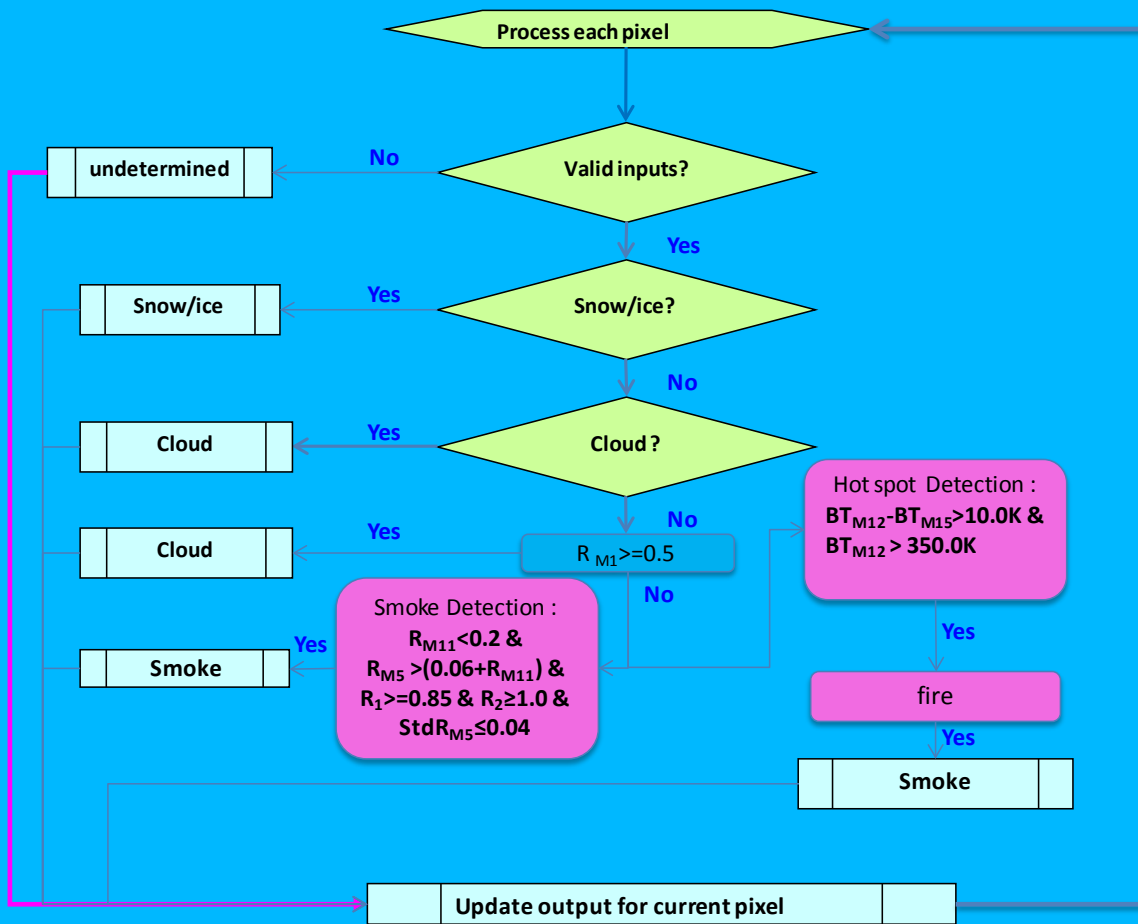 Process each pixel
Valid inputs?
No
undetermined
Yes
Snow/ice?
Yes
Snow/ice
No
Cloud ?
Yes
Cloud
No
R M1>=0.5
Yes
Cloud
No
Hot spot Detection :
BTM12-BTM15>10.0K &
BTM12 > 350.0K
Smoke Detection :
RM11<0.2 &
RM5 >(0.06+RM11) &
R1>=0.85 & R2≥1.0 &
StdRM5≤0.04
Yes
Smoke
Yes
fire
Yes
Smoke
Update output for current pixel